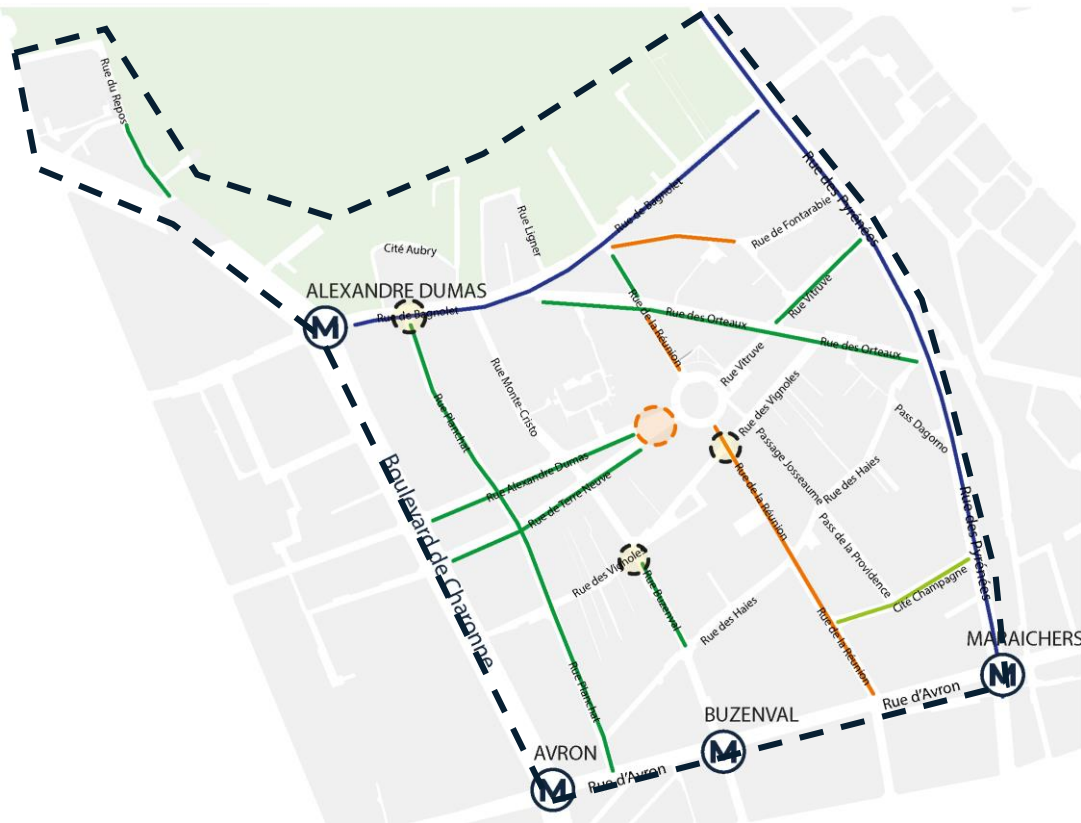 Rue du Repos
Rue des Pyrénées
Rue de Bagnolet
Rue de Fontarabie
Rue Ligner
Cité Aubry
ALEXANDRE DUMAS
M
Rue de Bagnolet
Rue de la Réunion
Rue des Orteaux
Rue Vitruve
Rue des Orteaux
Rue Vitruve
Rue Monte-Cristo
Rue Planchat
Rue des Vignoles
Pass Dagorno
Passage Josseaume
Rue des Haies
Rue Alexandre Dumas
Rue de Terre Neuve
Rue de la Réunion
Boulevard de Charonne
Rue des Pyrénées
Pass de la Providence
Rue des Vignoles
Rue Buzenval
Rue des Haies
Cité Champagne
Rue de la Réunion
MARAICHERS
M
Rue Planchat
Rue d'Avron
BUZENVAL
M
AVRON
M
Rue d'Avron